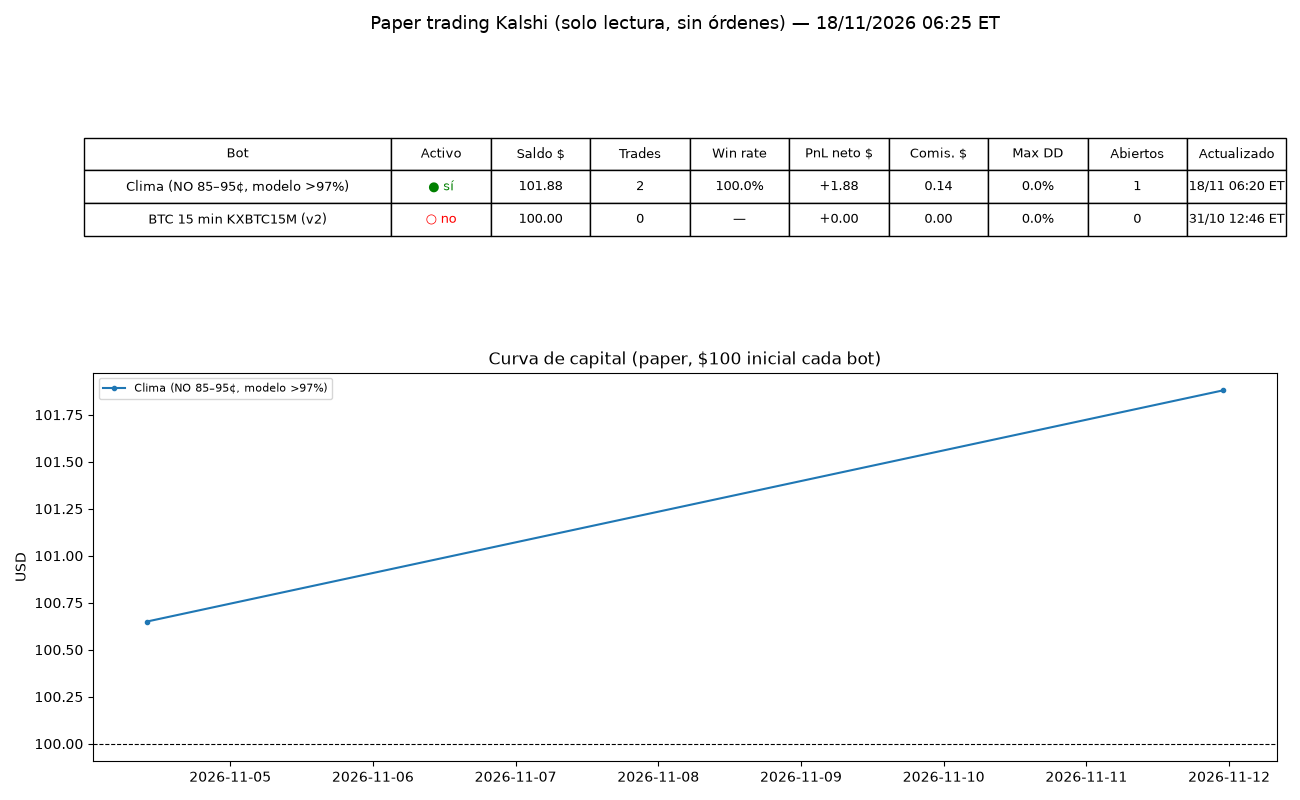 Paper trading Kalshi (solo lectura, sin órdenes) — 18/11/2026 06:25 ET
Bot Activo Saldo $ Trades Win rate PnL neto $ Comis. $ Max DD Abiertos Actualizado
Clima (NO 85–95¢, modelo >97%) ● sí 101.88 2 100.0% +1.88 0.14 0.0% 1 18/11 06:20 ET
BTC 15 min KXBTC15M (v2) ○ no 100.00 0 — +0.00 0.00 0.0% 0 31/10 12:46 ET
Curva de capital (paper, $100 inicial cada bot)
Clima (NO 85–95¢, modelo >97%)
101.75
101.50
101.25
101.00
100.75
100.50
100.25
100.00
USD
2026-11-05 2026-11-06 2026-11-07 2026-11-08 2026-11-09 2026-11-10 2026-11-11 2026-11-12